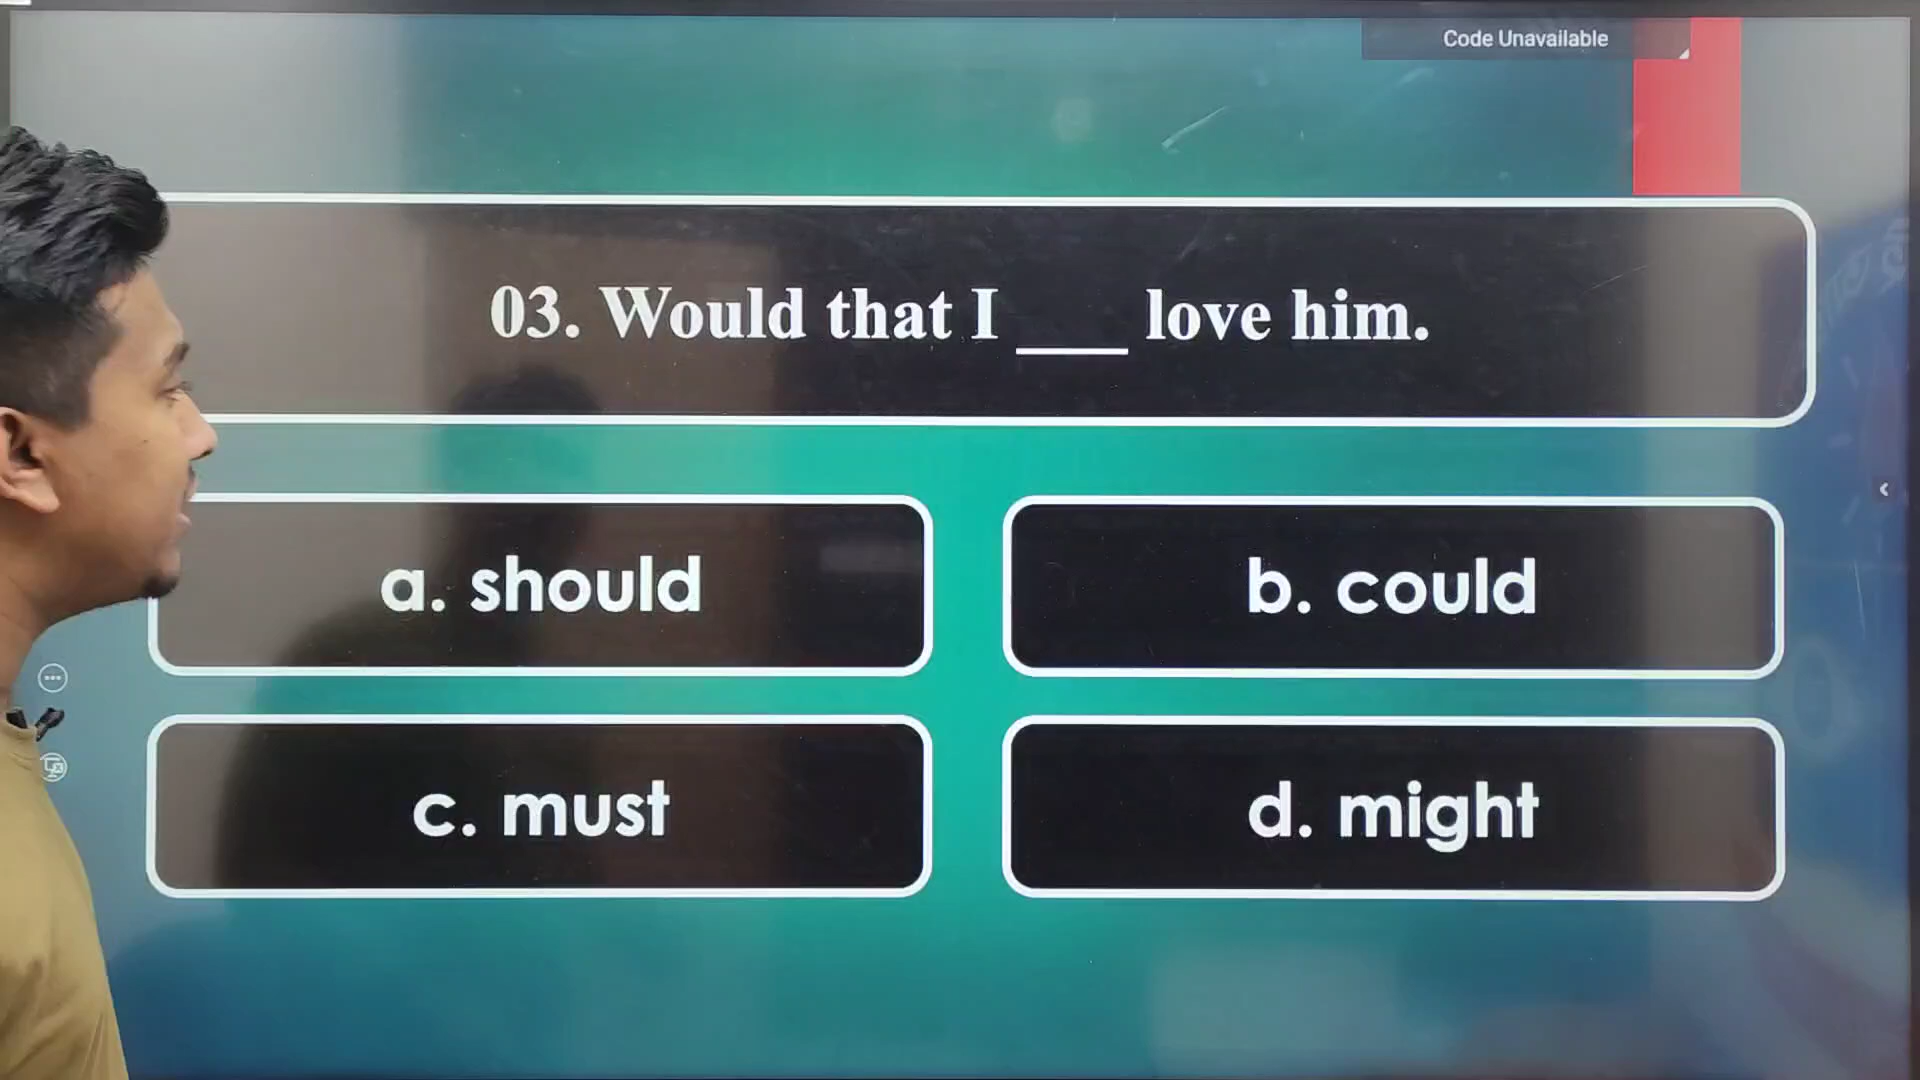 Code Unavailable
03. Would that I ___ love him.
a. should
b. could
c. must
d. might